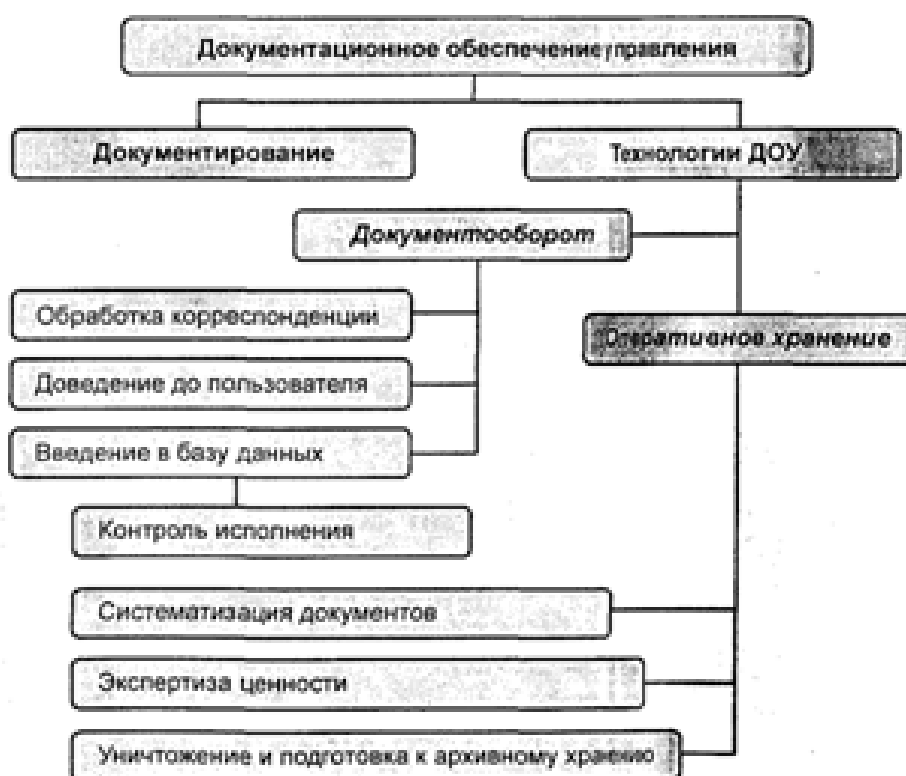 Документационное обеспечение управления
Документирование
Технологии ДОУ
Документооборот
Обработка корреспонденции
Оперативное хранение
Доведение до пользователя
Введение в базу данных
Контроль исполнения
Систематизация документов
Экспертиза ценности
Уничтожение и подготовка к архивному хранению